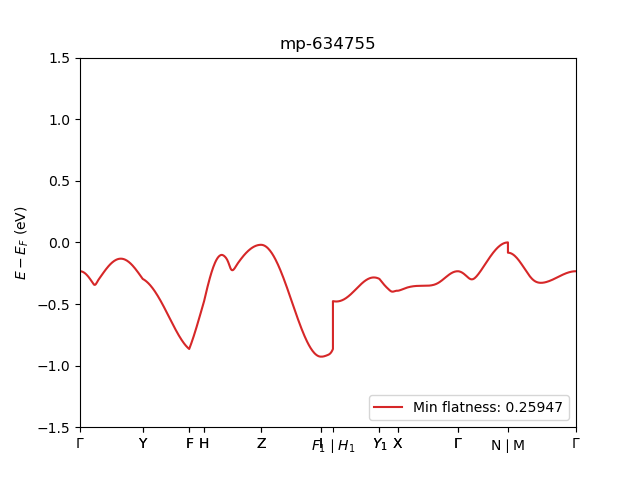 mp-634755
E − E_F (eV)
1.5
1.0
0.5
0.0
−0.5
−1.0
−1.5
Min flatness: 0.25947
Γ Y F H Z I F₁ | H₁ Y₁ X Γ N | M Γ